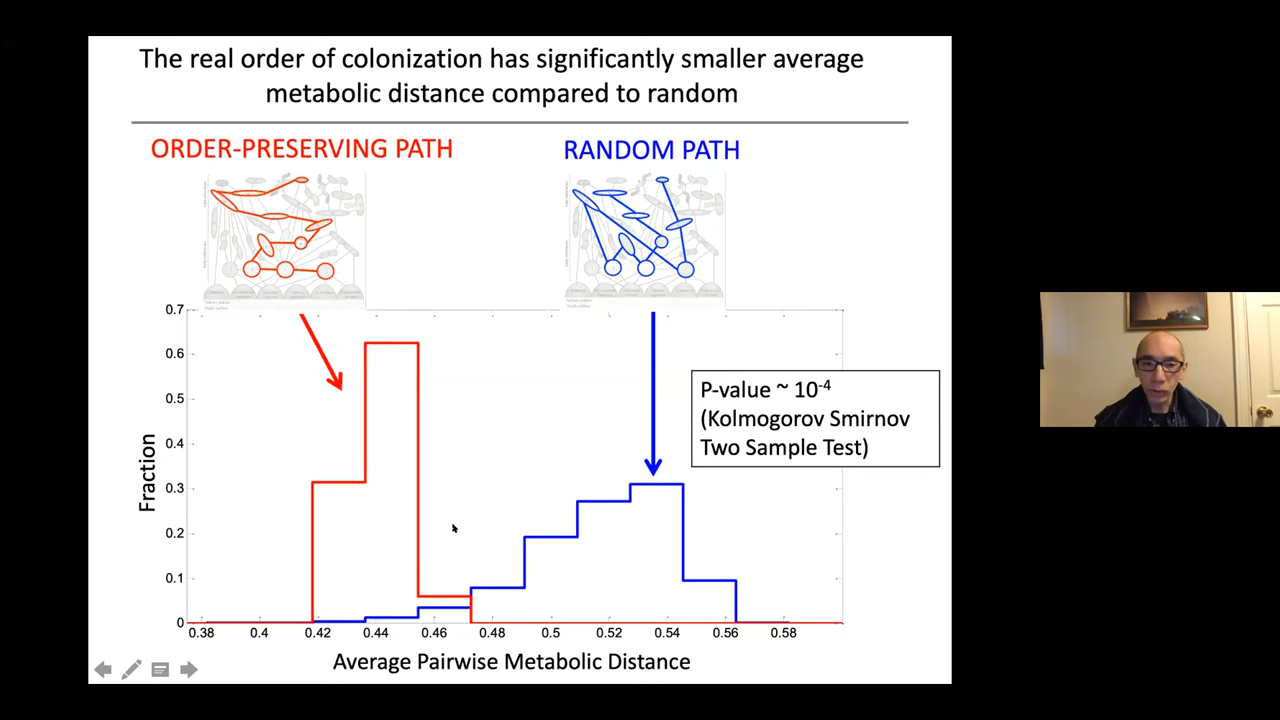 The real order of colonization has significantly smaller average
metabolic distance compared to random
ORDER-PRESERVING PATH
RANDOM PATH
0.7
0.6
0.5
0.4
0.3
0.2
0.1
0
Fraction
P-value ~ 10-4
(Kolmogorov Smirnov
Two Sample Test)
0.38 0.4 0.42 0.44 0.46 0.48 0.5 0.52 0.54 0.56 0.58
Average Pairwise Metabolic Distance